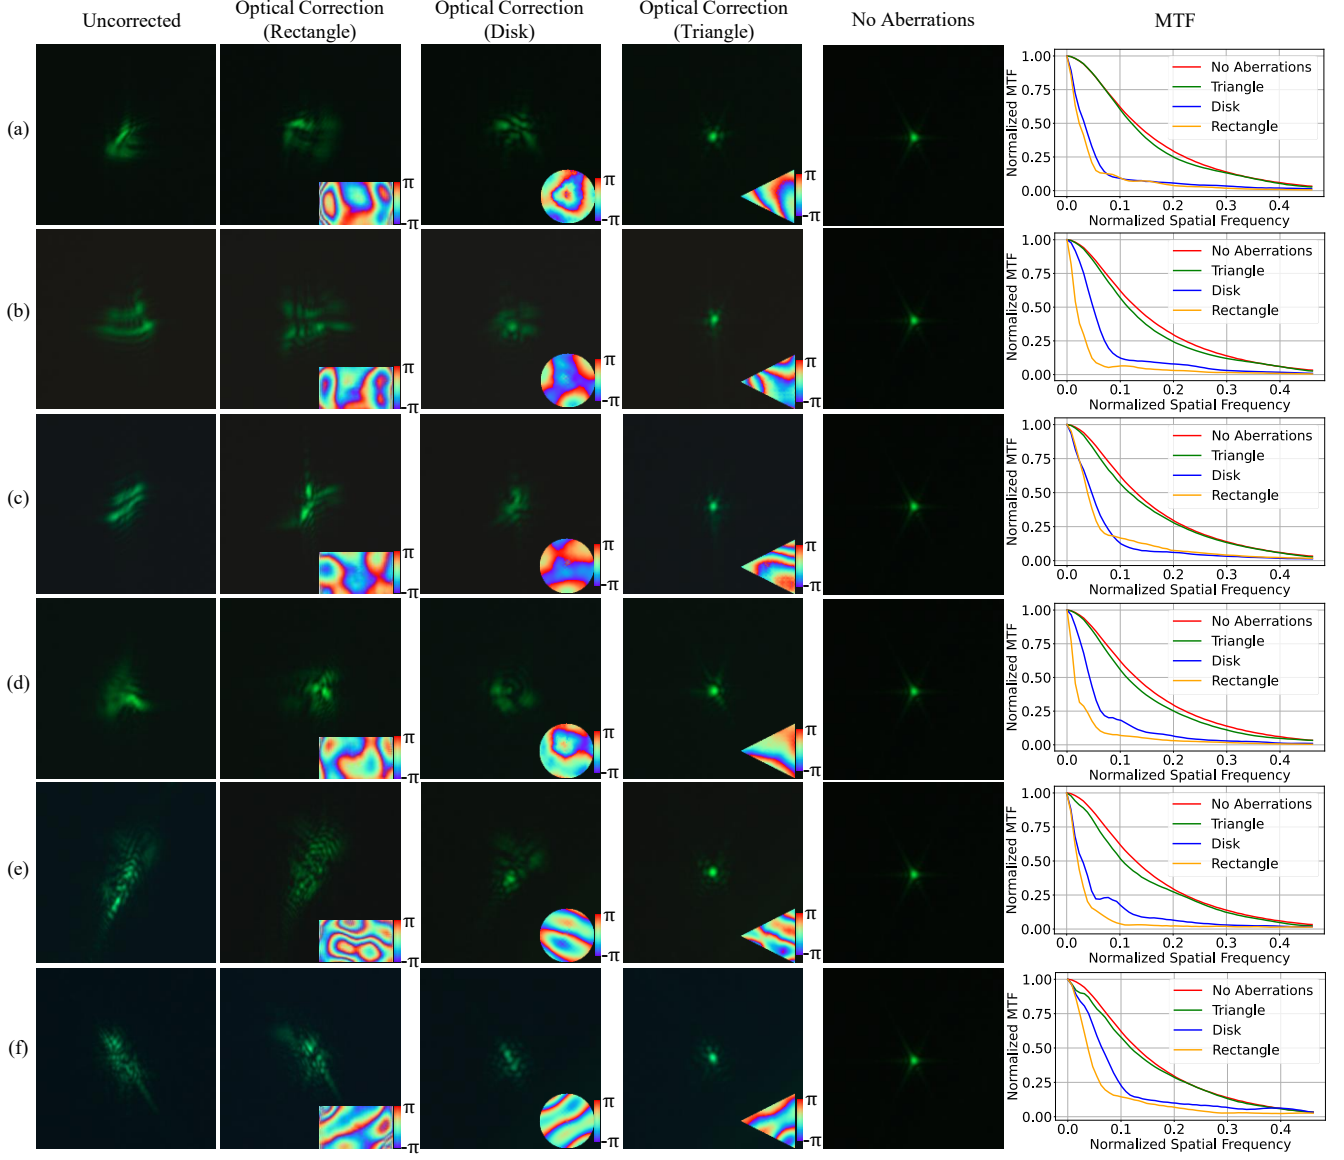 Uncorrected
Optical Correction
(Rectangle)
Optical Correction
(Disk)
Optical Correction
(Triangle)
No Aberrations
MTF
(a)
π
-π
π
-π
π
-π
Normalized MTF
1.00
0.75
0.50
0.25
0.00
No Aberrations
Triangle
Disk
Rectangle
0.0 0.1 0.2 0.3 0.4
Normalized Spatial Frequency
(b)
π
-π
π
-π
π
-π
Normalized MTF
1.00
0.75
0.50
0.25
0.00
No Aberrations
Triangle
Disk
Rectangle
0.0 0.1 0.2 0.3 0.4
Normalized Spatial Frequency
(c)
π
-π
π
-π
π
-π
Normalized MTF
1.00
0.75
0.50
0.25
0.00
No Aberrations
Triangle
Disk
Rectangle
0.0 0.1 0.2 0.3 0.4
Normalized Spatial Frequency
(d)
π
-π
π
-π
π
-π
Normalized MTF
1.00
0.75
0.50
0.25
0.00
No Aberrations
Triangle
Disk
Rectangle
0.0 0.1 0.2 0.3 0.4
Normalized Spatial Frequency
(e)
π
-π
π
-π
π
-π
Normalized MTF
1.00
0.75
0.50
0.25
0.00
No Aberrations
Triangle
Disk
Rectangle
0.0 0.1 0.2 0.3 0.4
Normalized Spatial Frequency
(f)
π
-π
π
-π
π
-π
Normalized MTF
1.00
0.75
0.50
0.25
0.00
No Aberrations
Triangle
Disk
Rectangle
0.0 0.1 0.2 0.3 0.4
Normalized Spatial Frequency